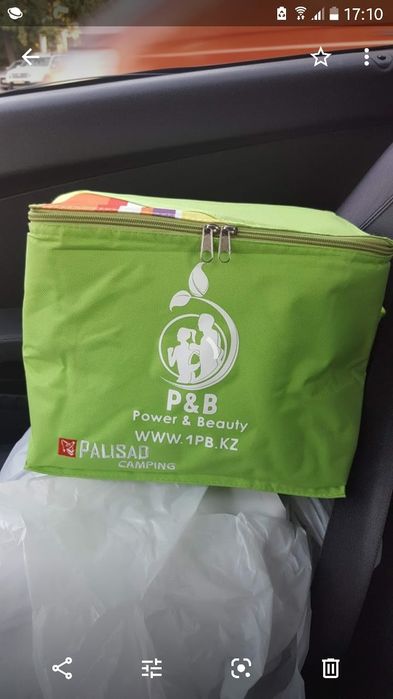 17:10
P&B
Power & Beauty
WWW.1PB.KZ
PALISAD
CAMPING